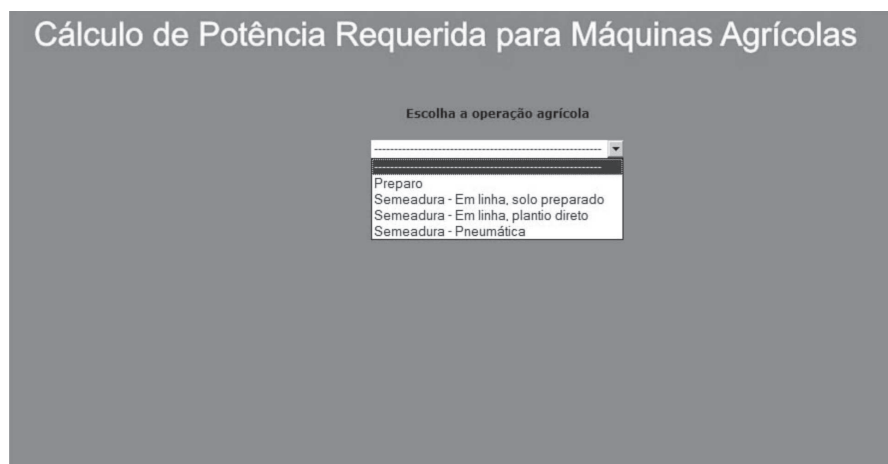 Cálculo de Potência Requerida para Máquinas Agrícolas
Escolha a operação agrícola
--------------------------------------------------------
--------------------------------------------------------
Preparo
Semeadura - Em linha, solo preparado
Semeadura - Em linha, plantio direto
Semeadura - Pneumática